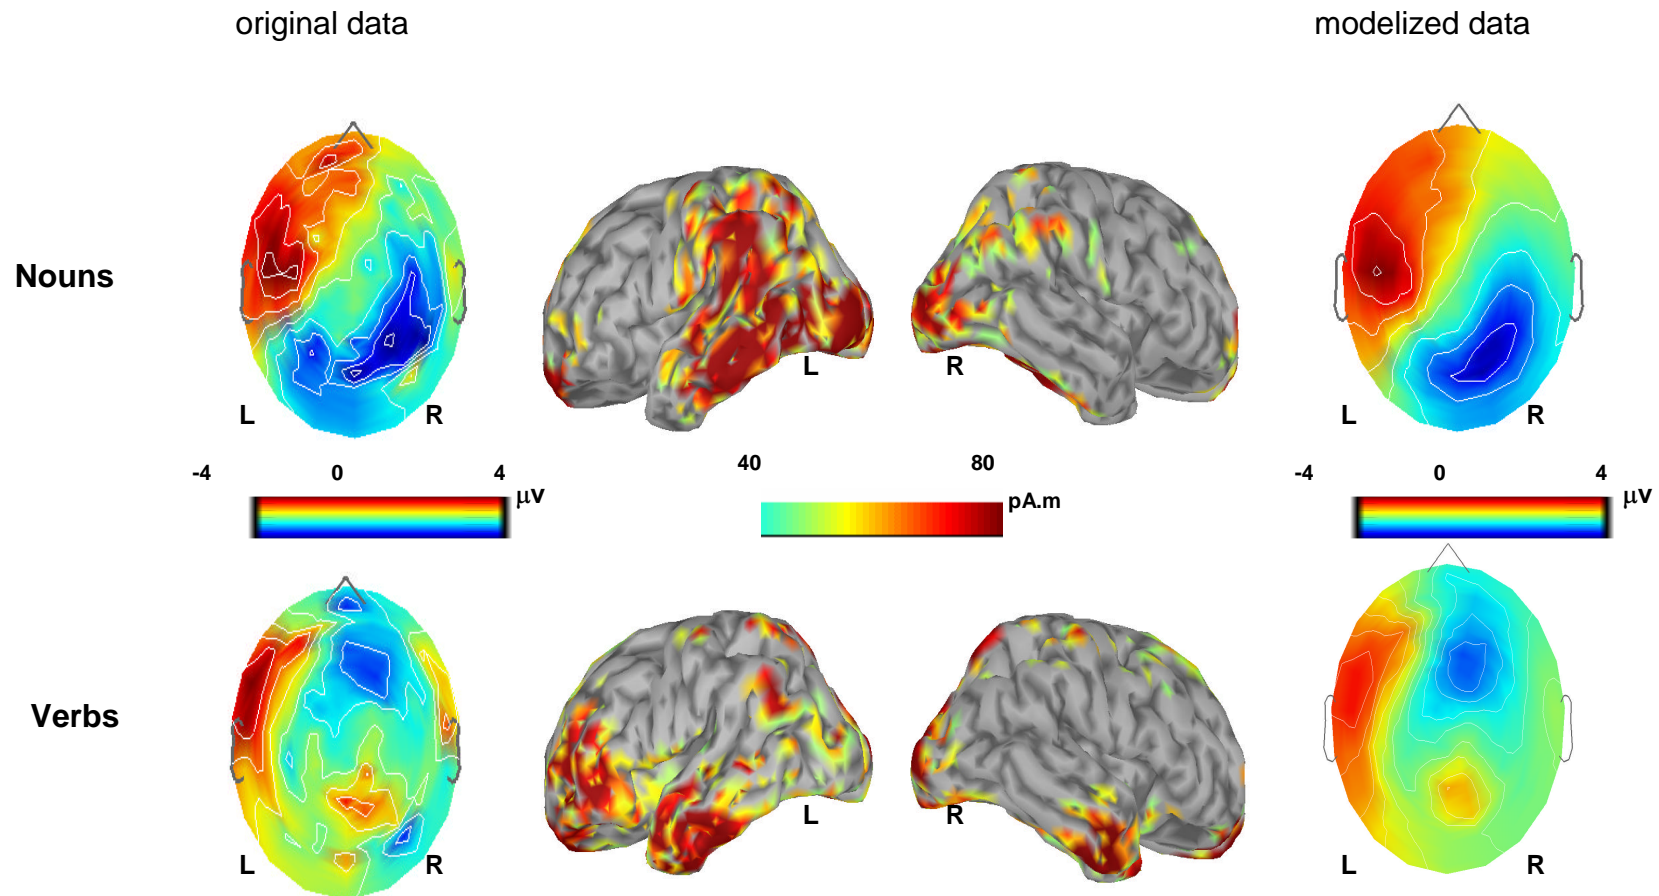 original data
modelized data
Nouns
L
R
L
R
L
R
-4 0 4
μV
40 80
pA.m
-4 0 4
μV
Verbs
L
R
L
R
L
R